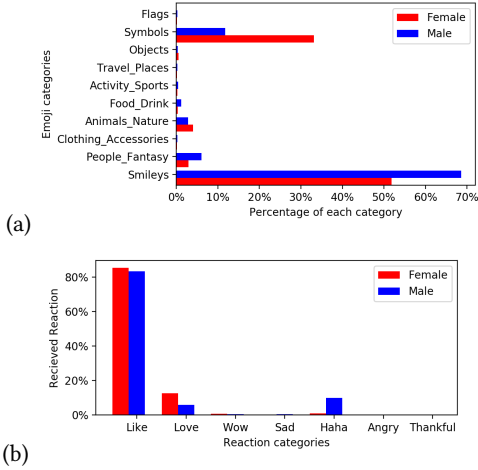 Emoji categories
Flags
Symbols
Objects
Travel_Places
Activity_Sports
Food_Drink
Animals_Nature
Clothing_Accessories
People_Fantasy
Smileys
Female
Male
0% 10% 20% 30% 40% 50% 60% 70%
Percentage of each category
(a)
Recieved Reaction
80%
60%
40%
20%
0%
Female
Male
Like Love Wow Sad Haha Angry Thankful
Reaction categories
(b)